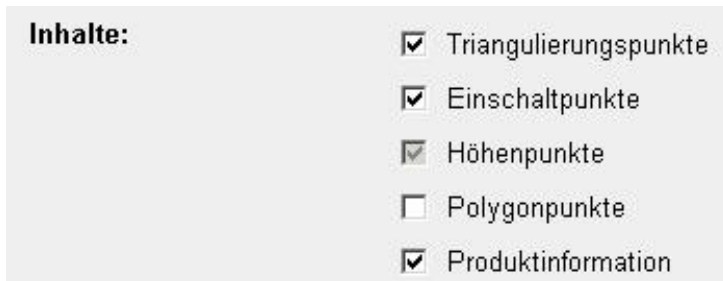 Inhalte:
Triangulierungspunkte
Einschaltpunkte
Höhenpunkte
Polygonpunkte
Produktinformation